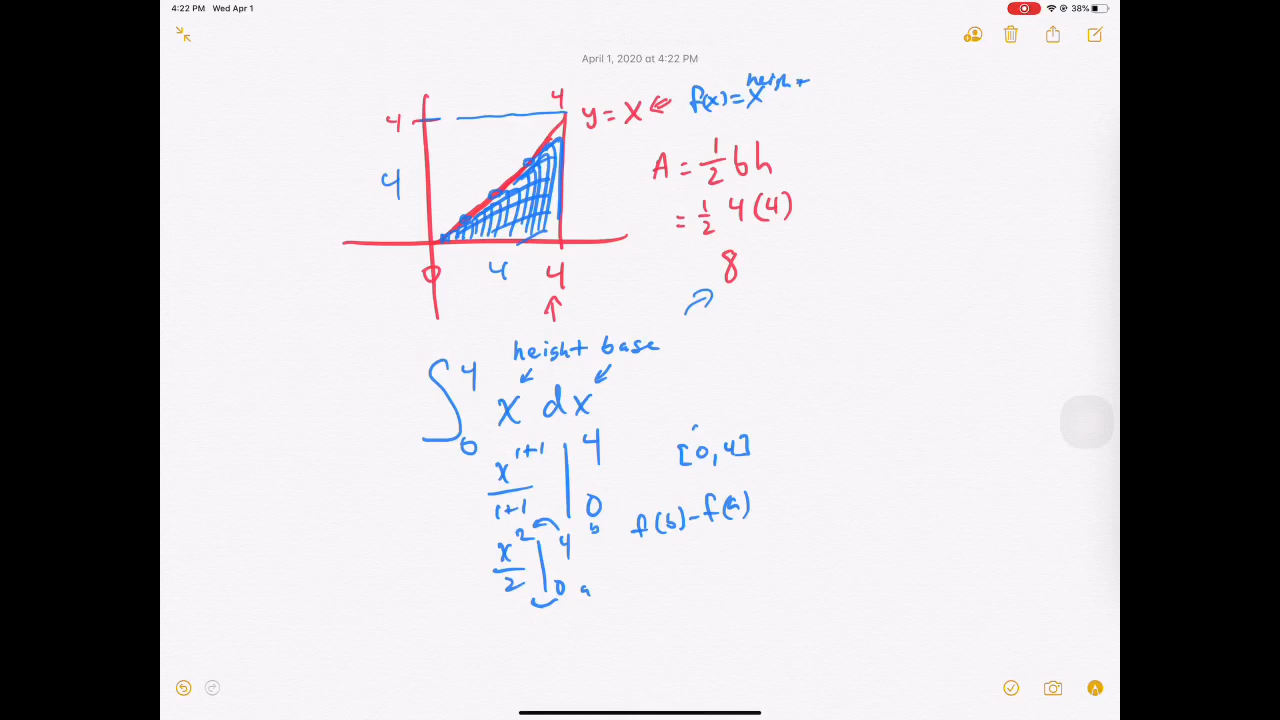 4:22 PM Wed Apr 1
38%
April 1, 2020 at 4:22 PM
4
4
y = x
f(x) = x
height
4
A = 1/2 bh
= 1/2 4(4)
8
0
4
4
height base
∫₀⁴ x dx
x^(1+1)/(1+1) |₀⁴
[0,4]
x²/2 |₀⁴
b
a
f(b) - f(a)